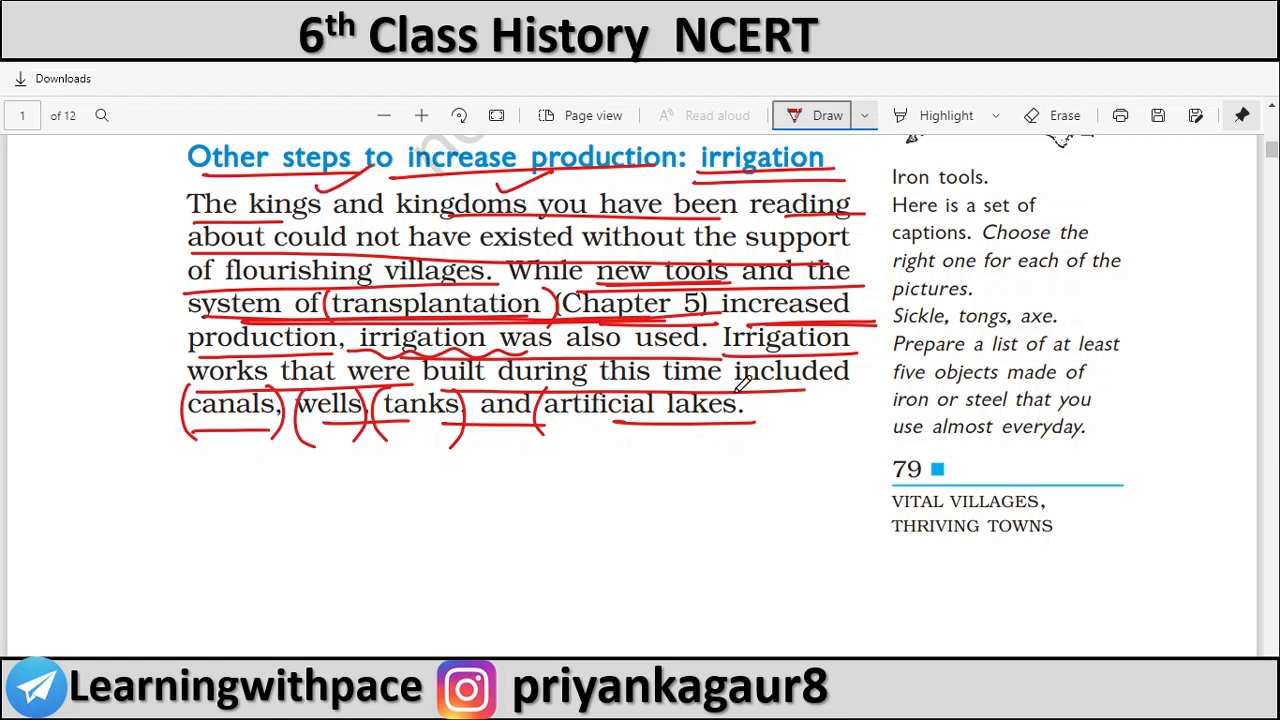 6th Class History NCERT
Downloads
1 of 12
Page view
Read aloud
Draw
Highlight
Erase
Other steps to increase production: irrigation
The kings and kingdoms you have been reading
about could not have existed without the support
of flourishing villages. While new tools and the
system of transplantation (Chapter 5) increased
production, irrigation was also used. Irrigation
works that were built during this time included
canals, wells, tanks, and artificial lakes.
Iron tools.
Here is a set of
captions. Choose the
right one for each of the
pictures.
Sickle, tongs, axe.
Prepare a list of at least
five objects made of
iron or steel that you
use almost everyday.
79
VITAL VILLAGES,
THRIVING TOWNS
Learningwithpace
priyankagaur8